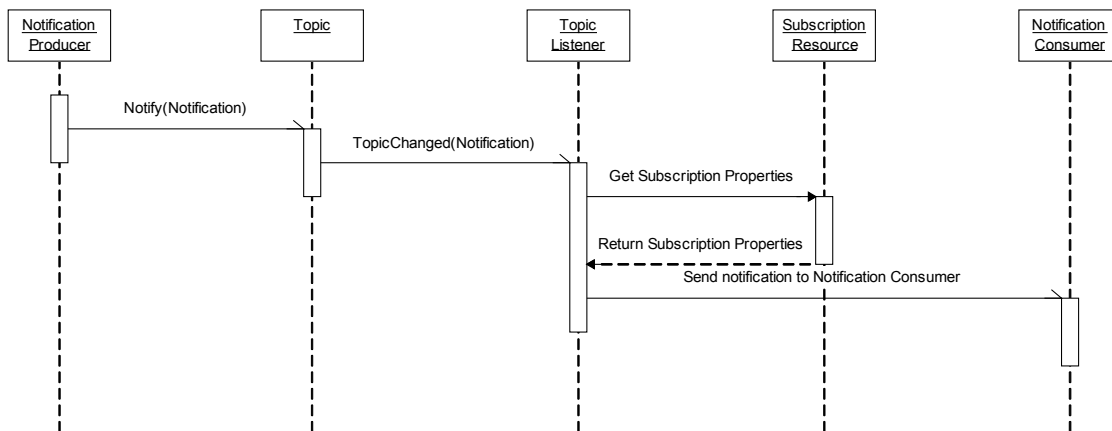 Notification
Producer
Topic
Topic
Listener
Subscription
Resource
Notification
Consumer
Notify(Notification)
TopicChanged(Notification)
Get Subscription Properties
Return Subscription Properties
Send notification to Notification Consumer